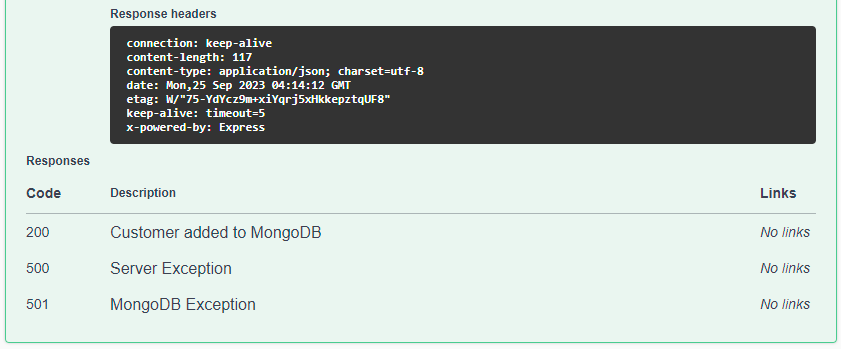 Response headers
connection: keep-alive
content-length: 117
content-type: application/json; charset=utf-8
date: Mon,25 Sep 2023 04:14:12 GMT
etag: W/"75-YdYcz9m+xiYqrj5xHkkepztqUF8"
keep-alive: timeout=5
x-powered-by: Express
Responses
Code Description Links
200 Customer added to MongoDB No links
500 Server Exception No links
501 MongoDB Exception No links